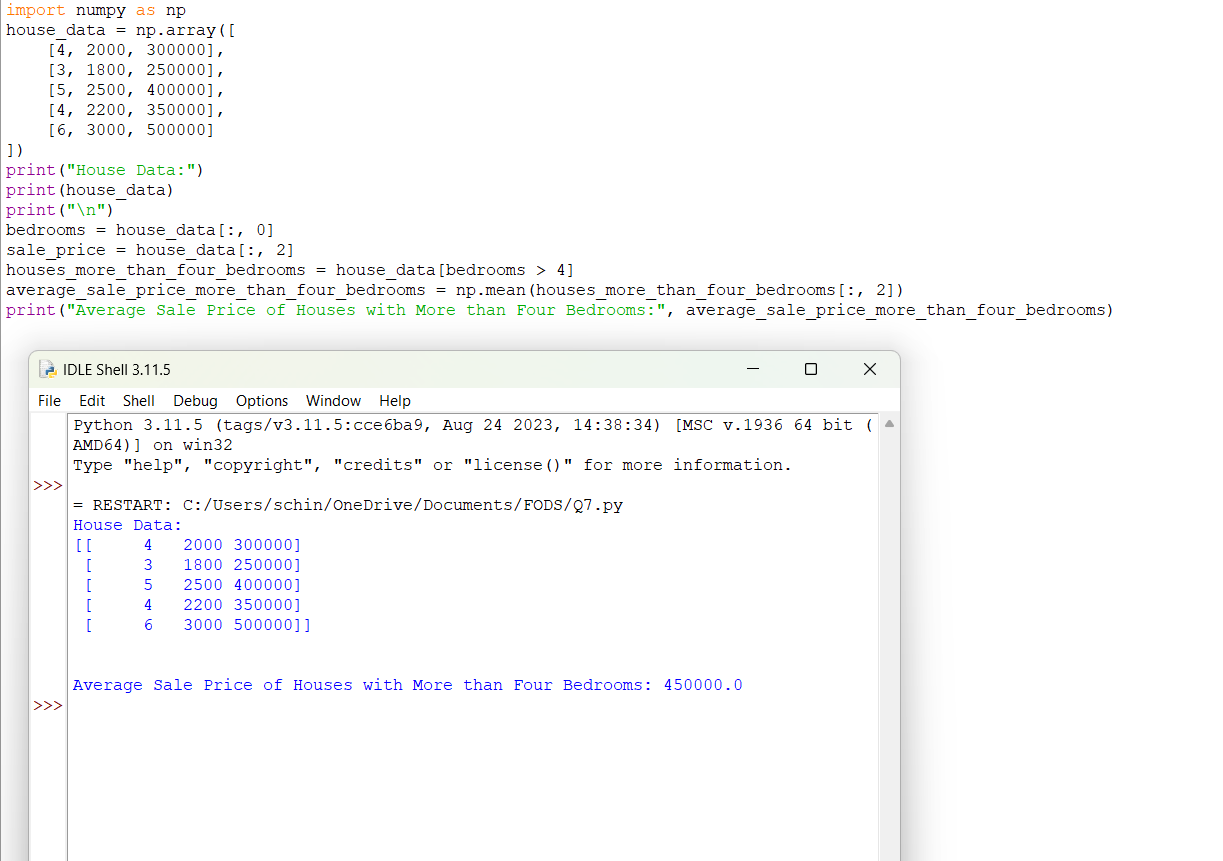 import numpy as np
house_data = np.array([
    [4, 2000, 300000],
    [3, 1800, 250000],
    [5, 2500, 400000],
    [4, 2200, 350000],
    [6, 3000, 500000]
])
print("House Data:")
print(house_data)
print("\n")
bedrooms = house_data[:, 0]
sale_price = house_data[:, 2]
houses_more_than_four_bedrooms = house_data[bedrooms > 4]
average_sale_price_more_than_four_bedrooms = np.mean(houses_more_than_four_bedrooms[:, 2])
print("Average Sale Price of Houses with More than Four Bedrooms:", average_sale_price_more_than_four_bedrooms)
IDLE Shell 3.11.5
File Edit Shell Debug Options Window Help
Python 3.11.5 (tags/v3.11.5:cce6ba9, Aug 24 2023, 14:38:34) [MSC v.1936 64 bit (
AMD64)] on win32
Type "help", "copyright", "credits" or "license()" for more information.
>>>
= RESTART: C:/Users/schin/OneDrive/Documents/FODS/Q7.py
House Data:
[[     4   2000 300000]
 [     3   1800 250000]
 [     5   2500 400000]
 [     4   2200 350000]
 [     6   3000 500000]]
Average Sale Price of Houses with More than Four Bedrooms: 450000.0
>>>